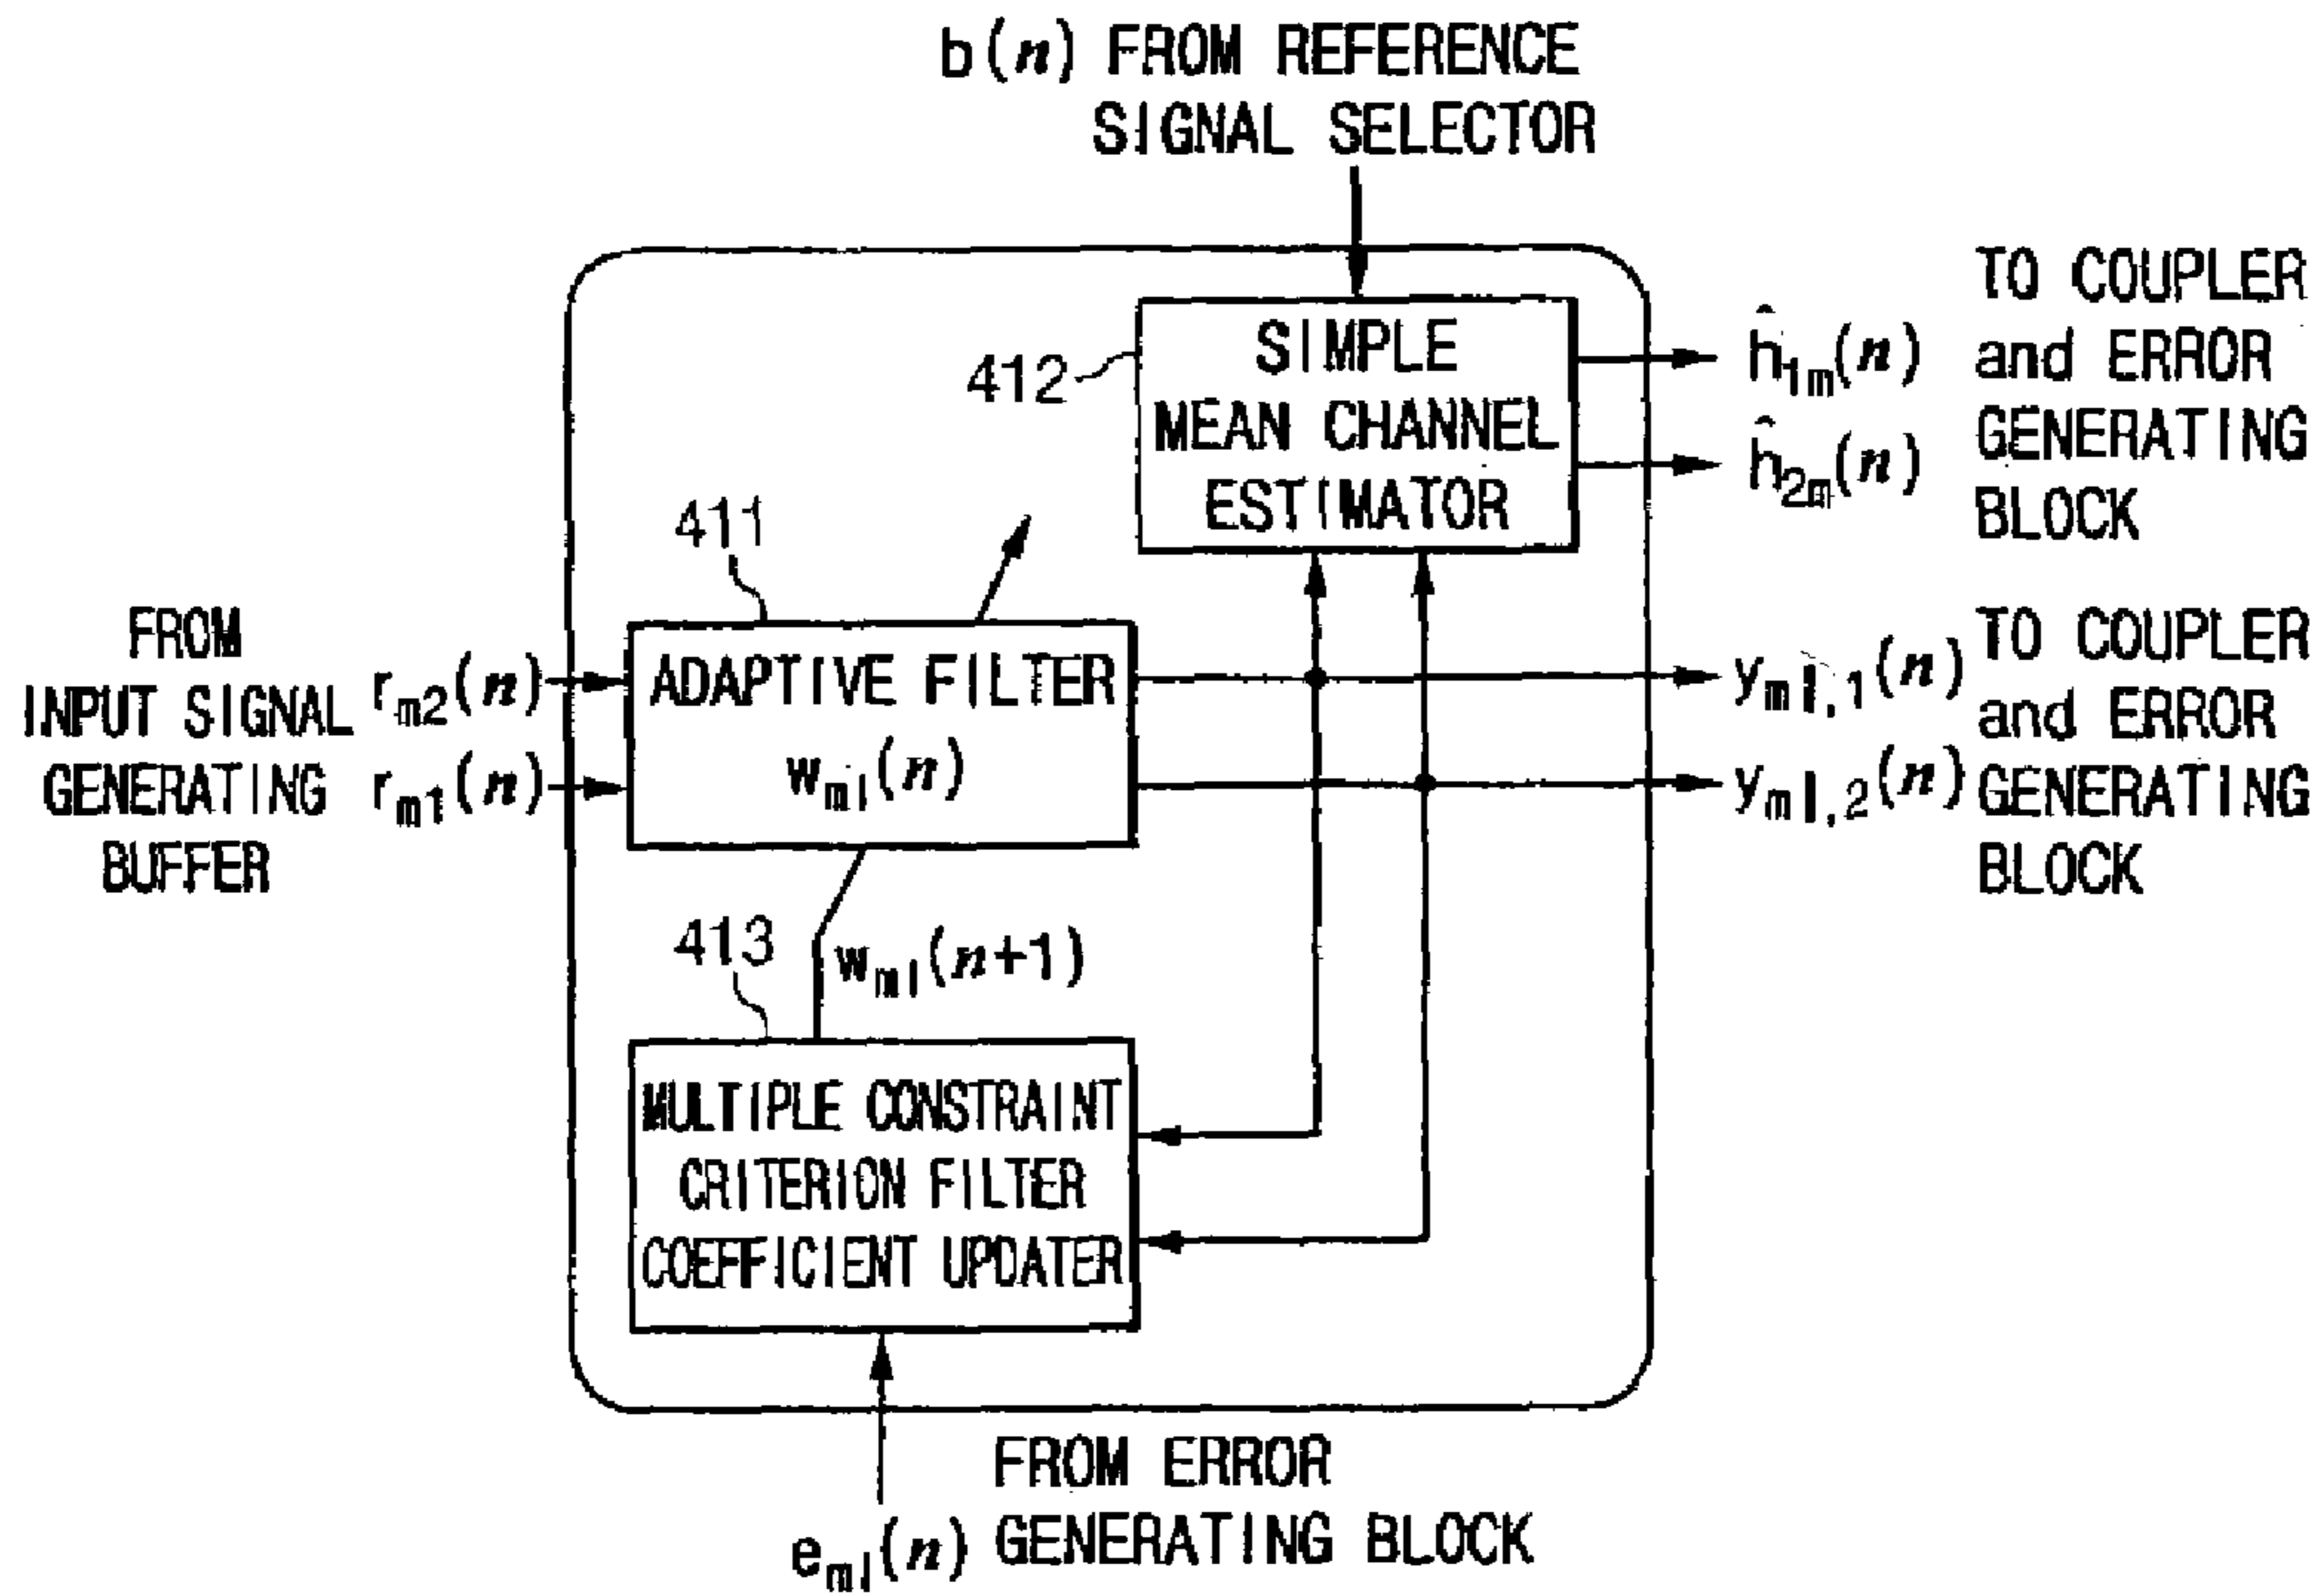 b(n) FROM REFERENCE
SIGNAL SELECTOR
412
SIMPLE
MEAN CHANNEL
ESTIMATOR
ĥ1m(n)
ĥ2m(n)
TO COUPLER
and ERROR
GENERATING
BLOCK
411
FROM
INPUT SIGNAL
GENERATING
BUFFER
rm2(n)
rm1(n)
ADAPTIVE FILTER
wml(n)
yml,1(n)
yml,2(n)
TO COUPLER
and ERROR
GENERATING
BLOCK
413
wml(n+1)
MULTIPLE CONSTRAINT
CRITERION FILTER
COEFFICIENT UPDATER
FROM ERROR
eml(n) GENERATING BLOCK